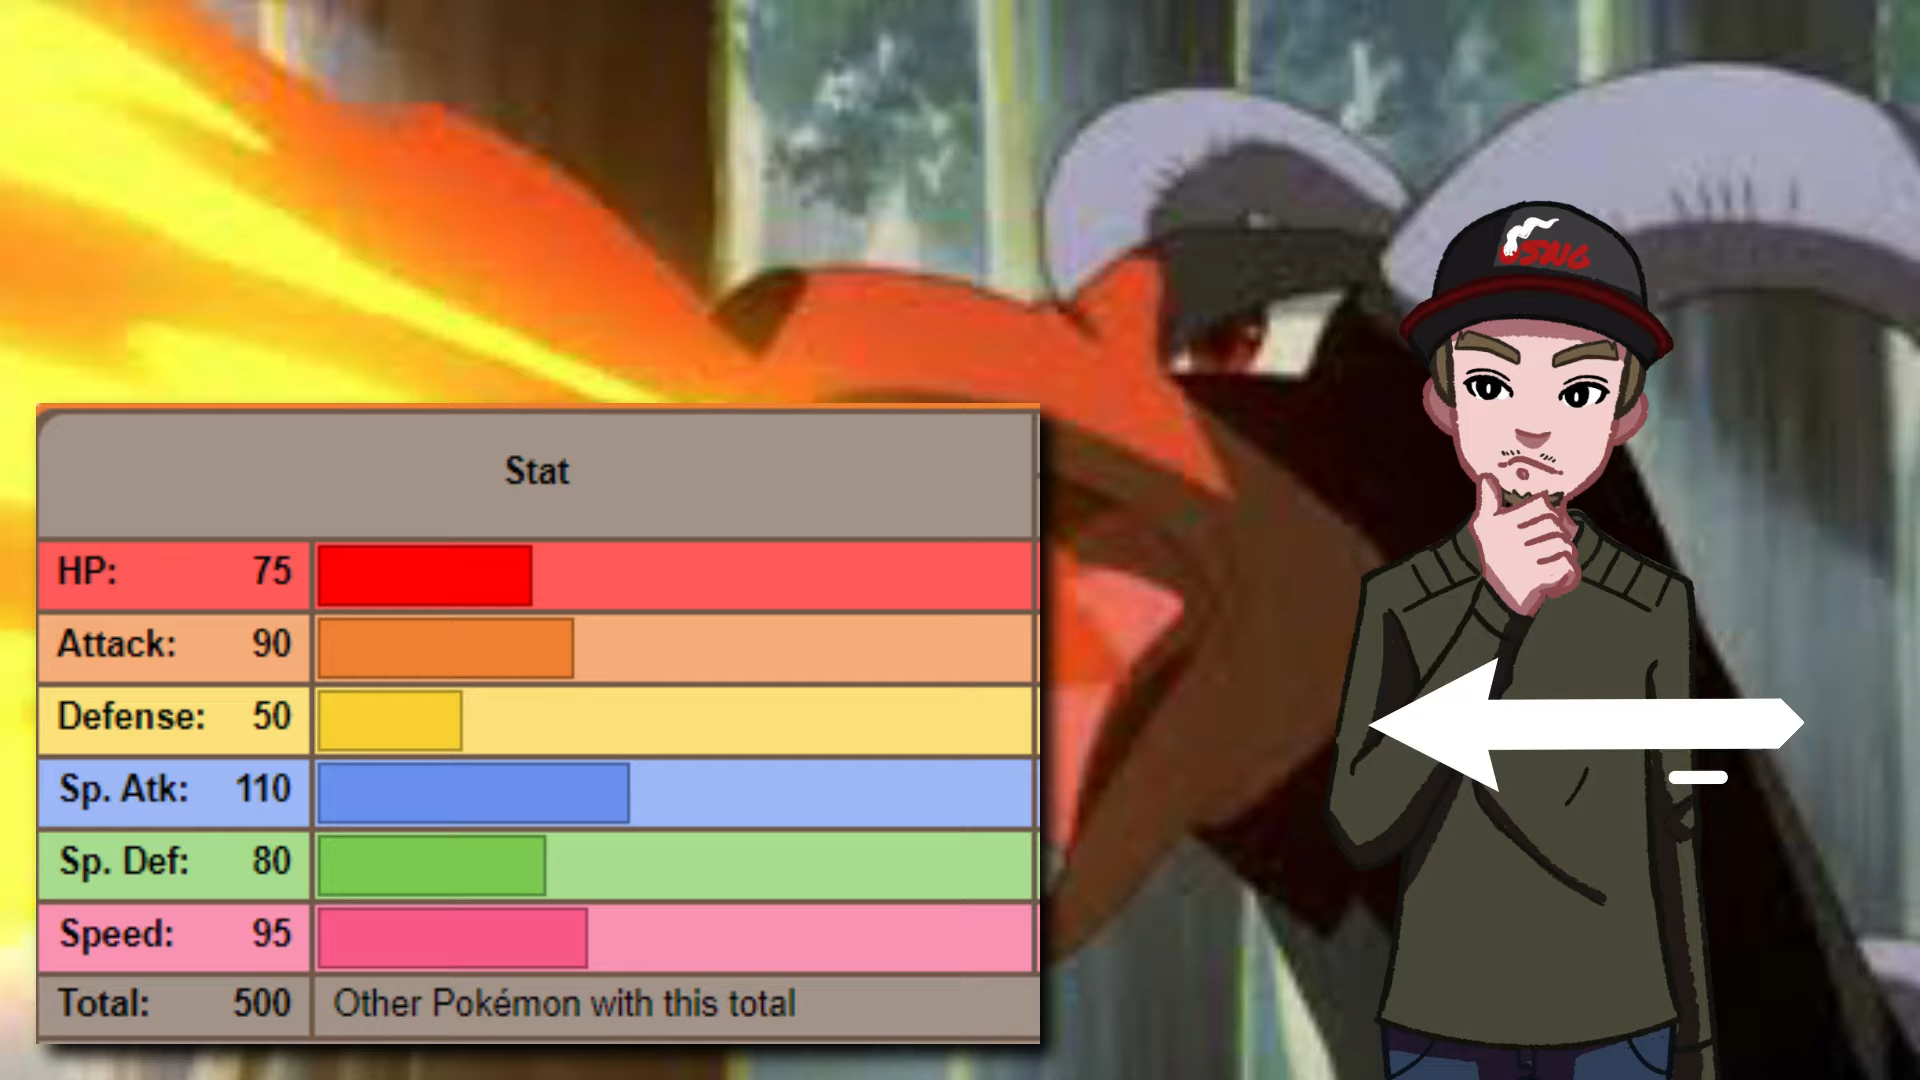 Stat
HP: 75
Attack: 90
Defense: 50
Sp. Atk: 110
Sp. Def: 80
Speed: 95
Total: 500 Other Pokémon with this total